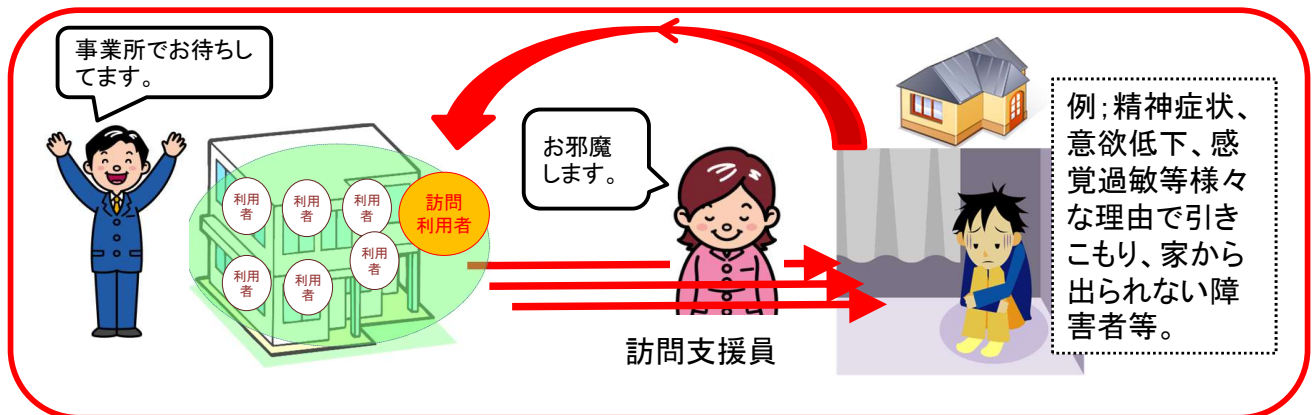 事業所でお待ちし
てます。
お邪魔
します。
例;精神症状、
意欲低下、感
覚過敏等様々
な理由で引き
こもり、家から
出られない障
害者等。
利用
者
利用
者
利用
者
訪問
利用者
利用
者
利用
者
利用
者
訪問支援員